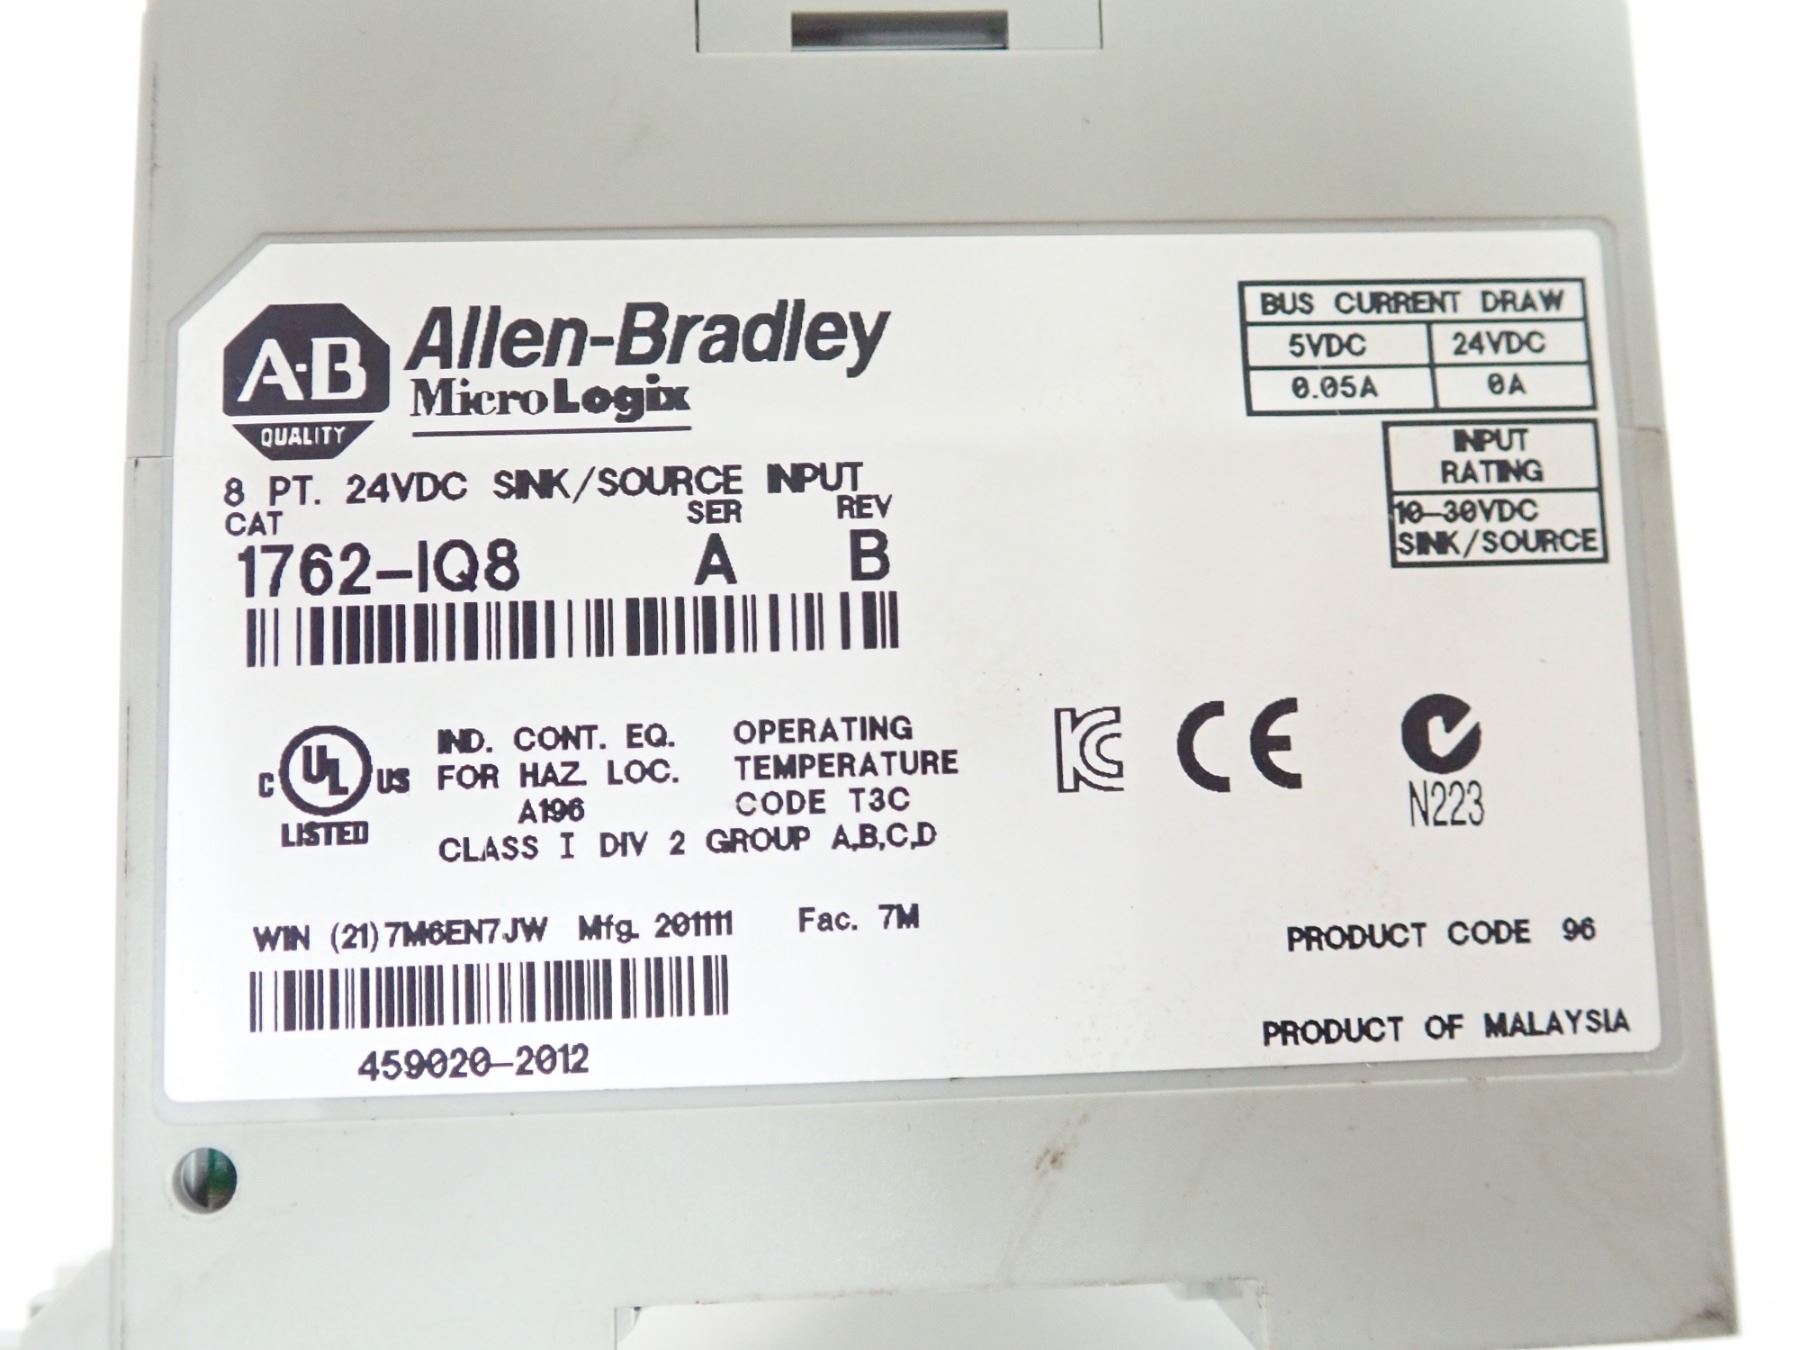 A-B
QUALITY
Allen-Bradley
MicroLogix
8 PT. 24VDC SINK/SOURCE INPUT
CAT SER REV
1762-IQ8 A B
BUS CURRENT DRAW
5VDC 24VDC
0.05A 0A
INPUT
RATING
10-30VDC
SINK/SOURCE
C UL US
LISTED
IND. CONT. EQ.
FOR HAZ. LOC.
A196
OPERATING
TEMPERATURE
CODE T3C
CLASS I DIV 2 GROUP A,B,C,D
KC CE
N223
WIN (21)7M6EN7JW Mfg. 201111 Fac. 7M
459020-2012
PRODUCT CODE 96
PRODUCT OF MALAYSIA